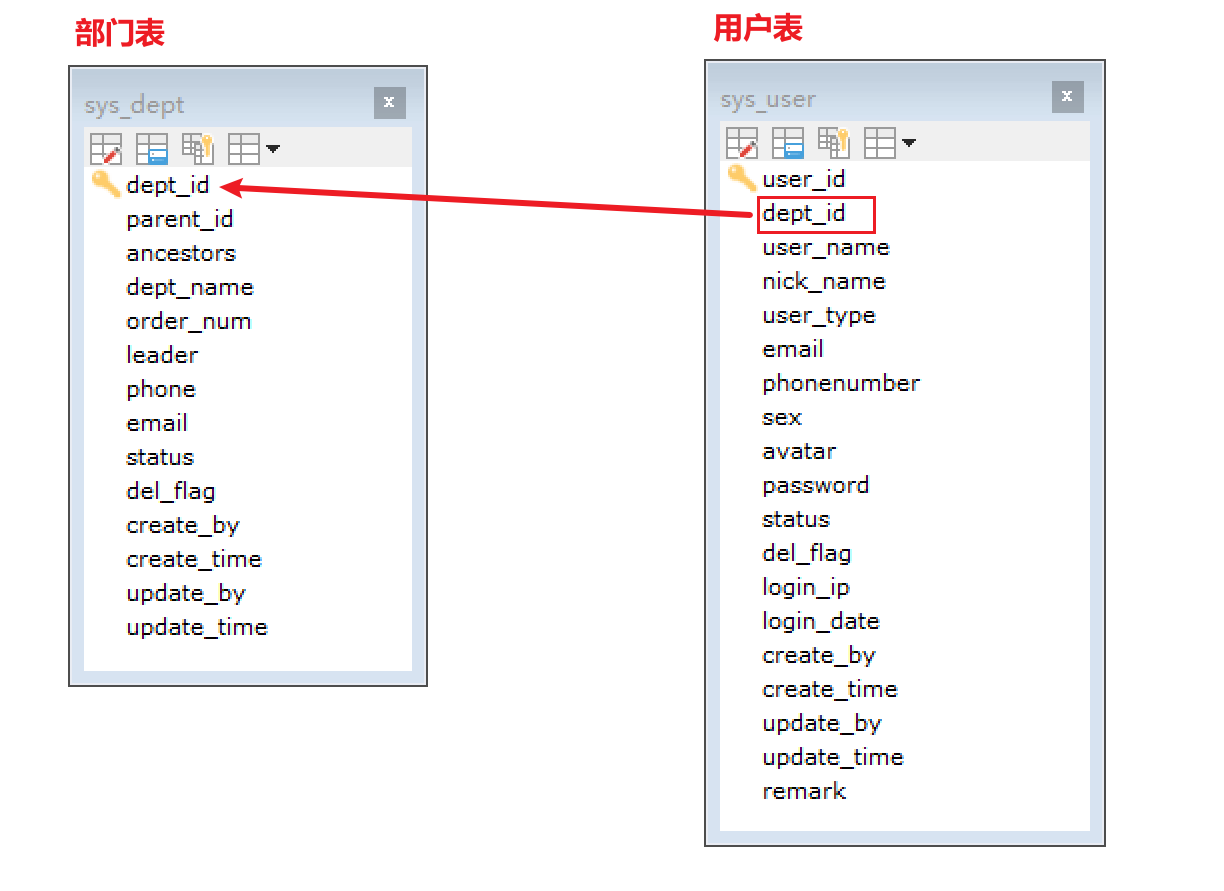 部门表
sys_dept
x
dept_id
parent_id
ancestors
dept_name
order_num
leader
phone
email
status
del_flag
create_by
create_time
update_by
update_time
用户表
sys_user
x
user_id
dept_id
user_name
nick_name
user_type
email
phonenumber
sex
avatar
password
status
del_flag
login_ip
login_date
create_by
create_time
update_by
update_time
remark